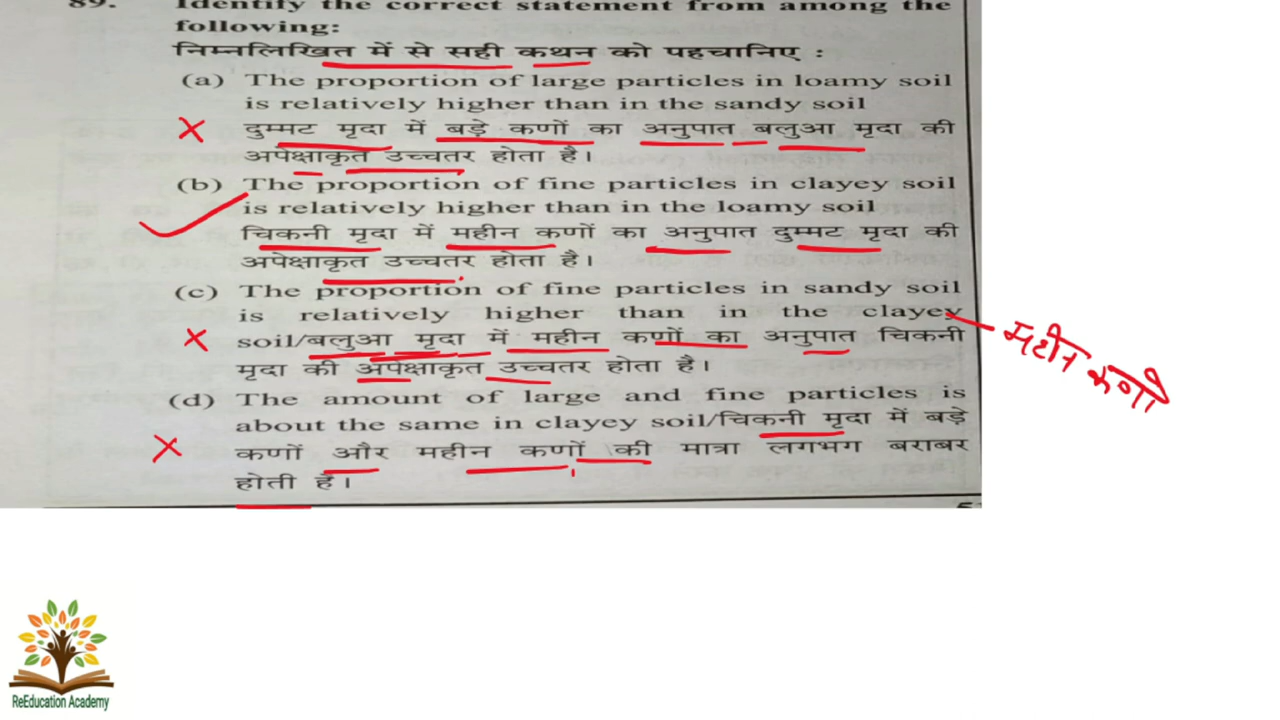 89. Identify the correct statement from among the
following:
निम्नलिखित में से सही कथन को पहचानिए :
(a) The proportion of large particles in loamy soil
is relatively higher than in the sandy soil
दुम्मट मृदा में बड़े कणों का अनुपात बलुआ मृदा की
अपेक्षाकृत उच्चतर होता है।
(b) The proportion of fine particles in clayey soil
is relatively higher than in the loamy soil
चिकनी मृदा में महीन कणों का अनुपात दुम्मट मृदा की
अपेक्षाकृत उच्चतर होता है।
(c) The proportion of fine particles in sandy soil
is relatively higher than in the clayey
soil/बलुआ मृदा में महीन कणों का अनुपात चिकनी
मृदा की अपेक्षाकृत उच्चतर होता है।
महीन कणों
(d) The amount of large and fine particles is
about the same in clayey soil/चिकनी मृदा में बड़े
कणों और महीन कणों की मात्रा लगभग बराबर
होती है।
ReEducation Academy